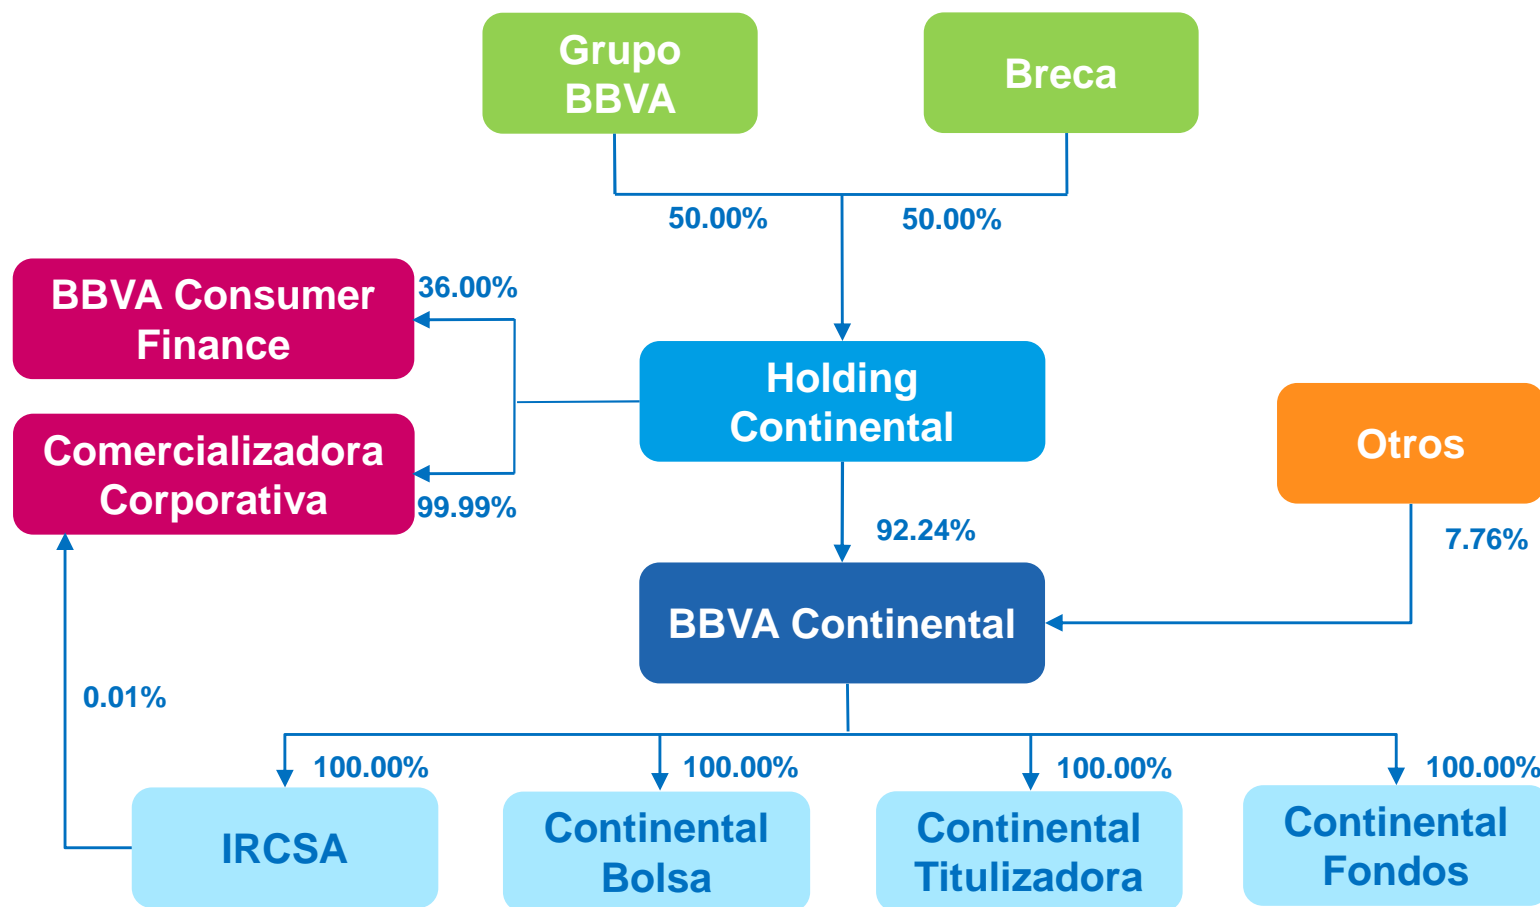 Grupo
BBVA
Breca
50.00%
50.00%
BBVA Consumer
Finance
36.00%
Holding
Continental
Comercializadora
Corporativa
99.99%
Otros
92.24%
7.76%
BBVA Continental
0.01%
100.00%
100.00%
100.00%
100.00%
IRCSA
Continental
Bolsa
Continental
Titulizadora
Continental
Fondos